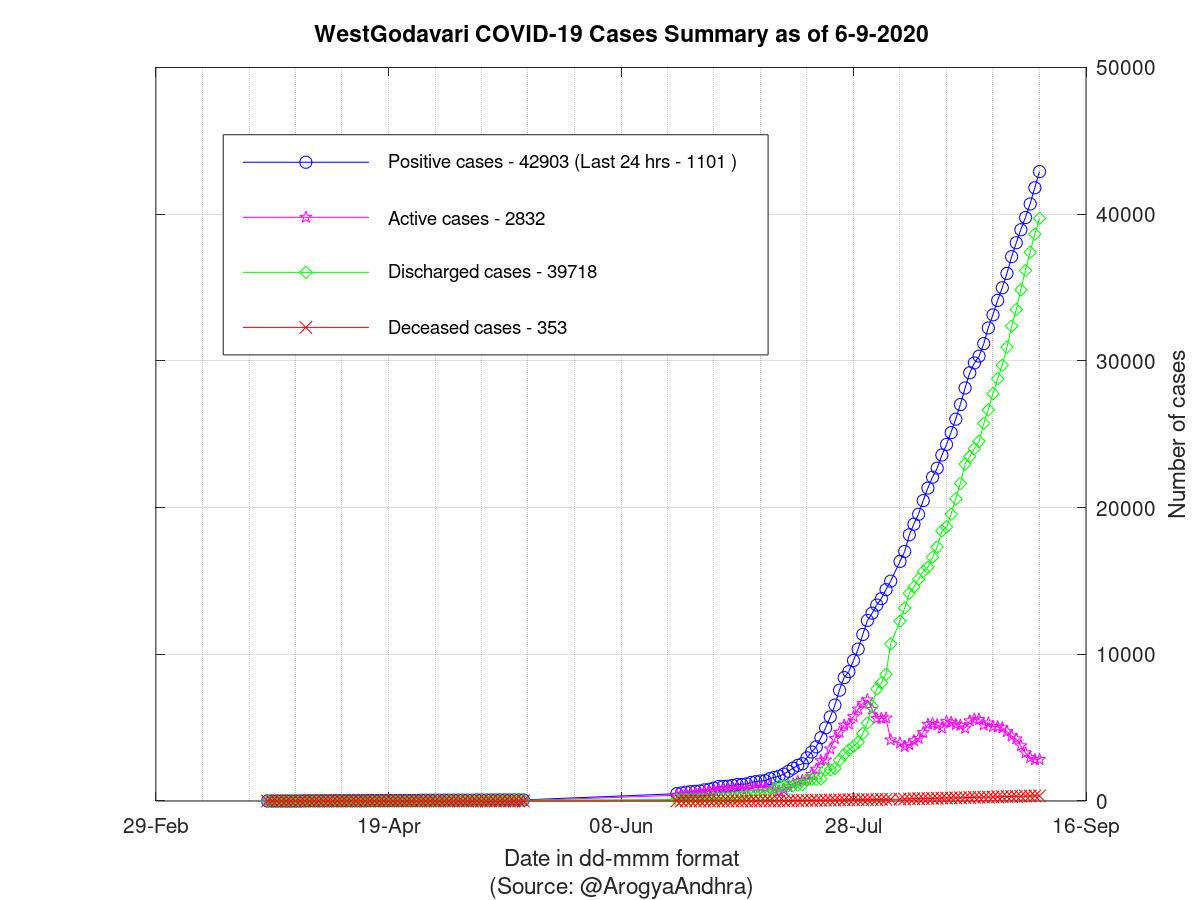 WestGodavari COVID-19 Cases Summary as of 6-9-2020
50000
Positive cases - 42903 (Last 24 hrs - 1101 )
Active cases - 2832
40000
Discharged cases - 39718
Deceased cases - 353
30000
Number of cases
20000
10000
0
29-Feb 19-Apr 08-Jun 28-Jul 16-Sep
Date in dd-mmm format
(Source: @ArogyaAndhra)